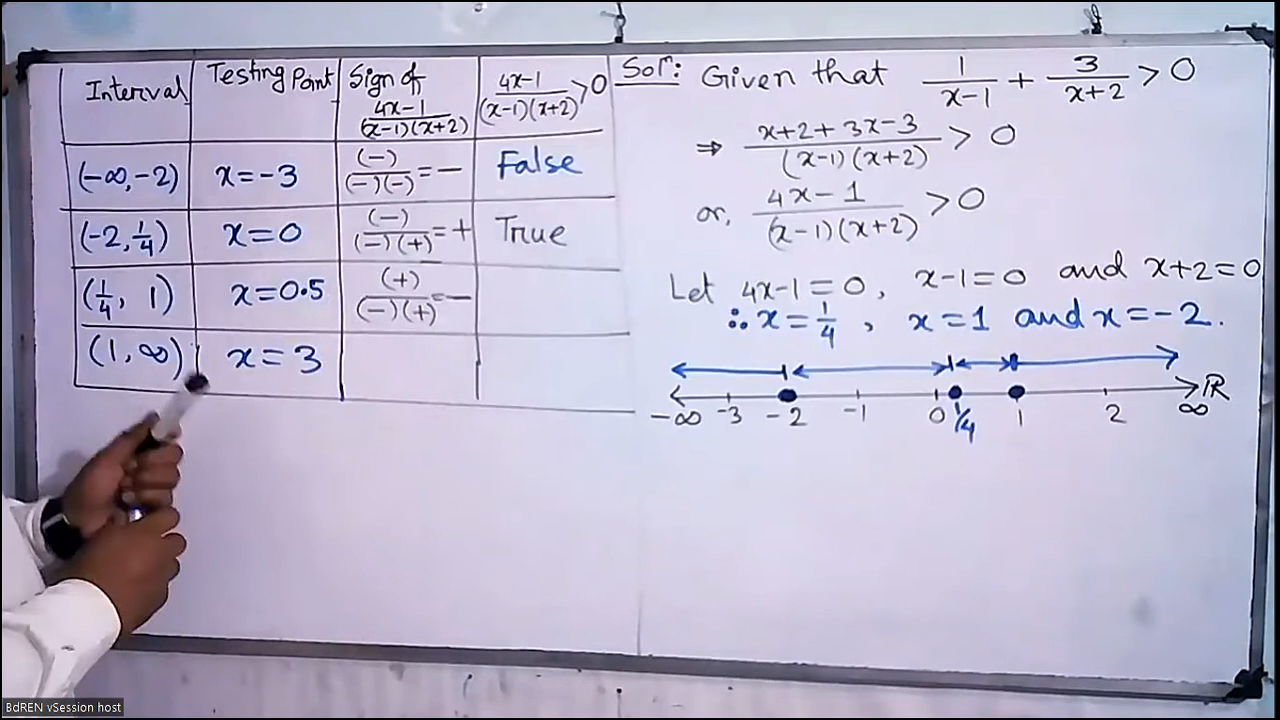 Interval | Testing Point | Sign of (4x-1)/((x-1)(x+2)) | (4x-1)/((x-1)(x+2)) > 0
(-∞, -2) | x = -3 | (-)/((-)(-)) = - | False
(-2, 1/4) | x = 0 | (-)/((-)(+)) = + | True
(1/4, 1) | x = 0.5 | (+)/((-)(+)) = -
(1, ∞) | x = 3
Soln: Given that 1/(x-1) + 3/(x+2) > 0
⇒ (x+2+3x-3)/((x-1)(x+2)) > 0
or, (4x-1)/((x-1)(x+2)) > 0
Let 4x-1=0, x-1=0 and x+2=0
∴ x = 1/4, x = 1 and x = -2.
ℝ
-∞ -3 -2 -1 0 1/4 1 2 ∞
BdREN vSession host